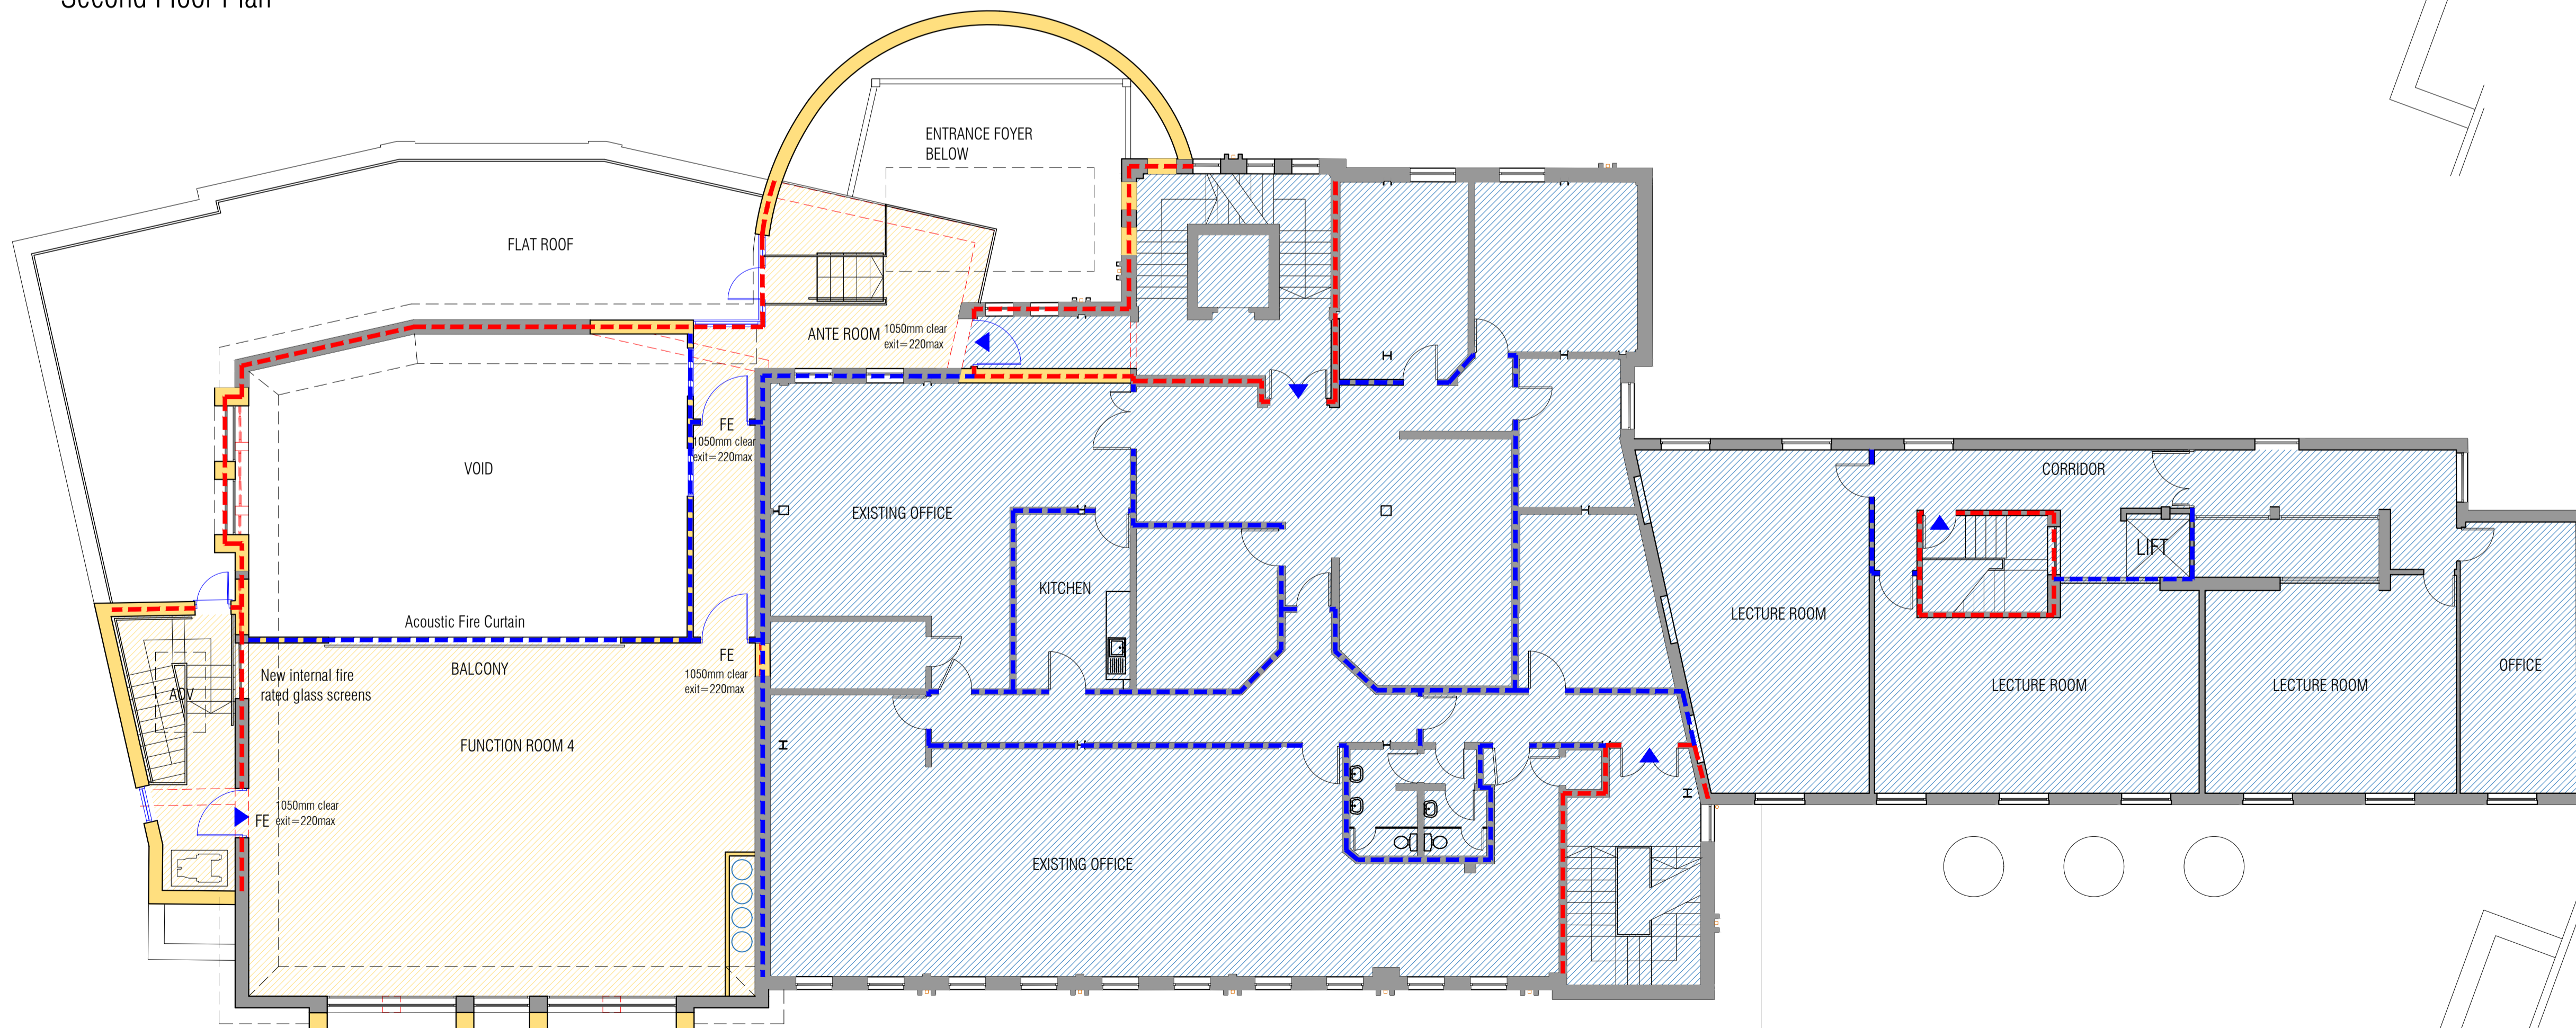 Second Floor Plan
ENTRANCE FOYER
BELOW
FLAT ROOF
ANTE ROOM
1050mm clear
exit=220max
FE
1050mm clear
exit=220max
VOID
CORRIDOR
EXISTING OFFICE
LIFT
KITCHEN
Acoustic Fire Curtain
LECTURE ROOM
FE
1050mm clear
exit=220max
BALCONY
New internal fire
rated glass screens
AOV
OFFICE
LECTURE ROOM
LECTURE ROOM
FUNCTION ROOM 4
FE
1050mm clear
exit=220max
EXISTING OFFICE